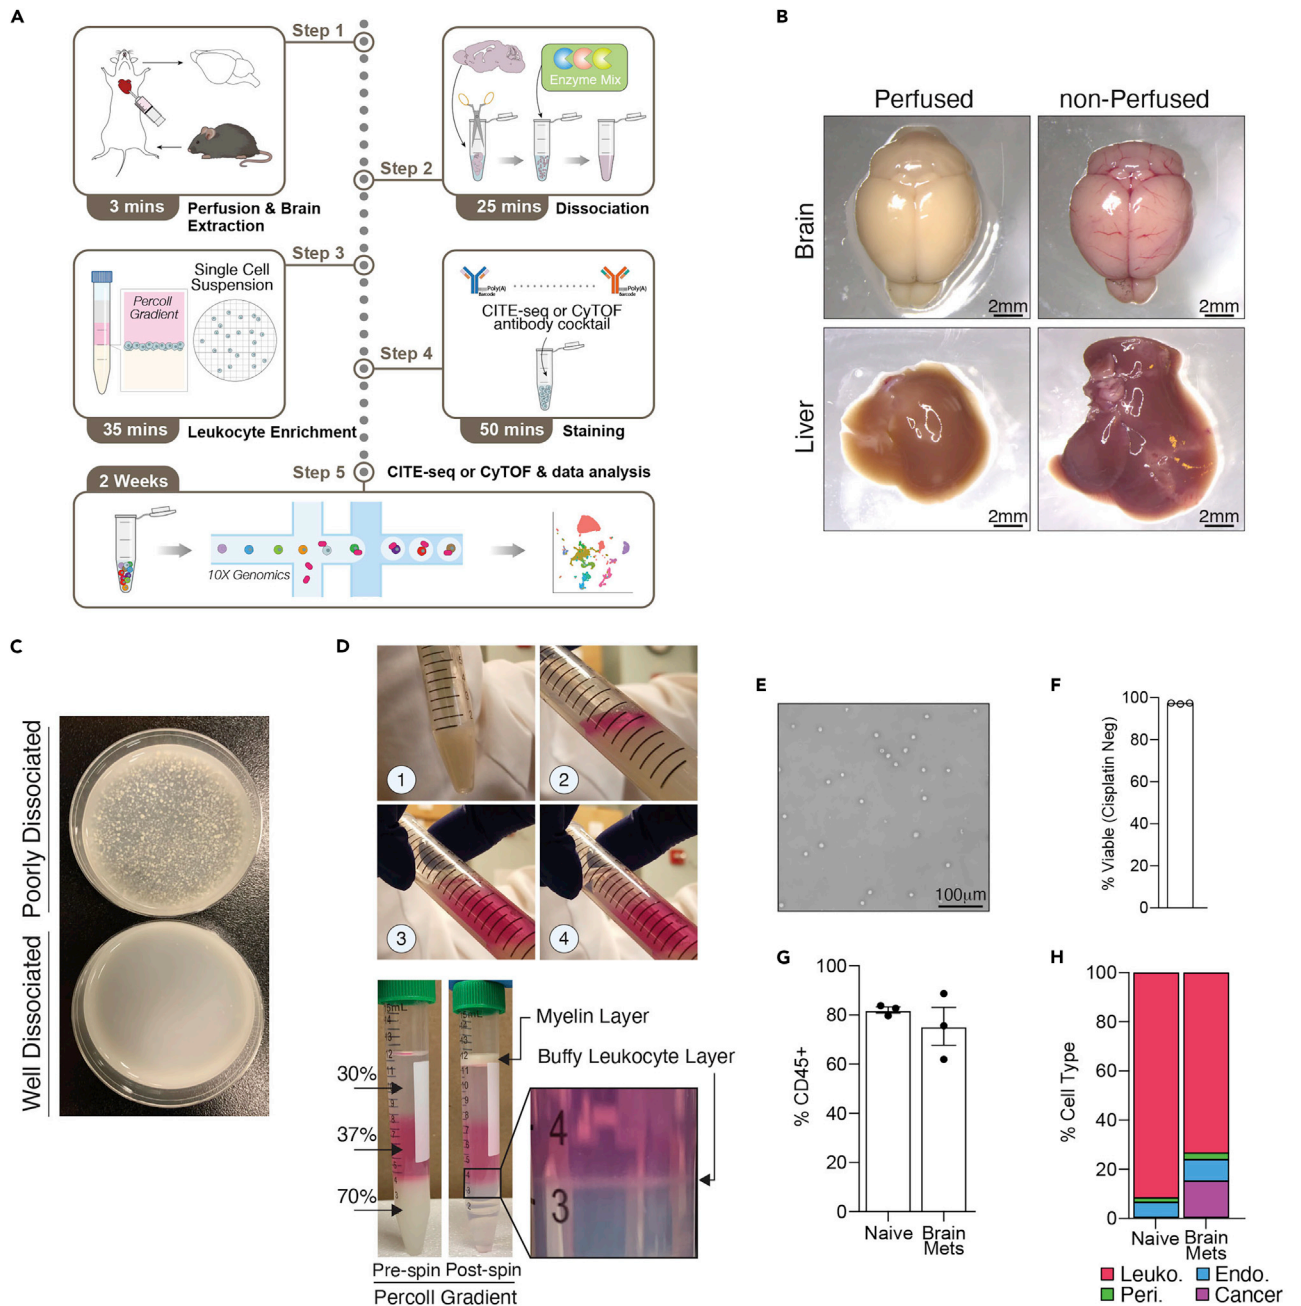 A
Step 1
3 mins
Perfusion & Brain
Extraction
Step 2
Enzyme Mix
25 mins
Dissociation
Step 3
Percoll
Gradient
Single Cell
Suspension
35 mins
Leukocyte Enrichment
Step 4
Poly(A)
Barcode
Poly(A)
Barcode
CITE-seq or CyTOF
antibody cocktail
50 mins
Staining
2 Weeks
Step 5
CITE-seq or CyTOF & data analysis
10X Genomics
B
Perfused
non-Perfused
Brain
2mm
2mm
Liver
2mm
2mm
C
Poorly Dissociated
Well Dissociated
D
1
2
3
4
Myelin Layer
Buffy Leukocyte Layer
30%
37%
70%
4
3
Pre-spin
Post-spin
Percoll Gradient
E
100µm
F
% Viable (Cisplatin Neg)
100
80
60
40
20
0
G
% CD45+
100
80
60
40
20
0
Naive
Brain
Mets
H
% Cell Type
100
80
60
40
20
0
Naive
Brain
Mets
Leuko.
Endo.
Peri.
Cancer